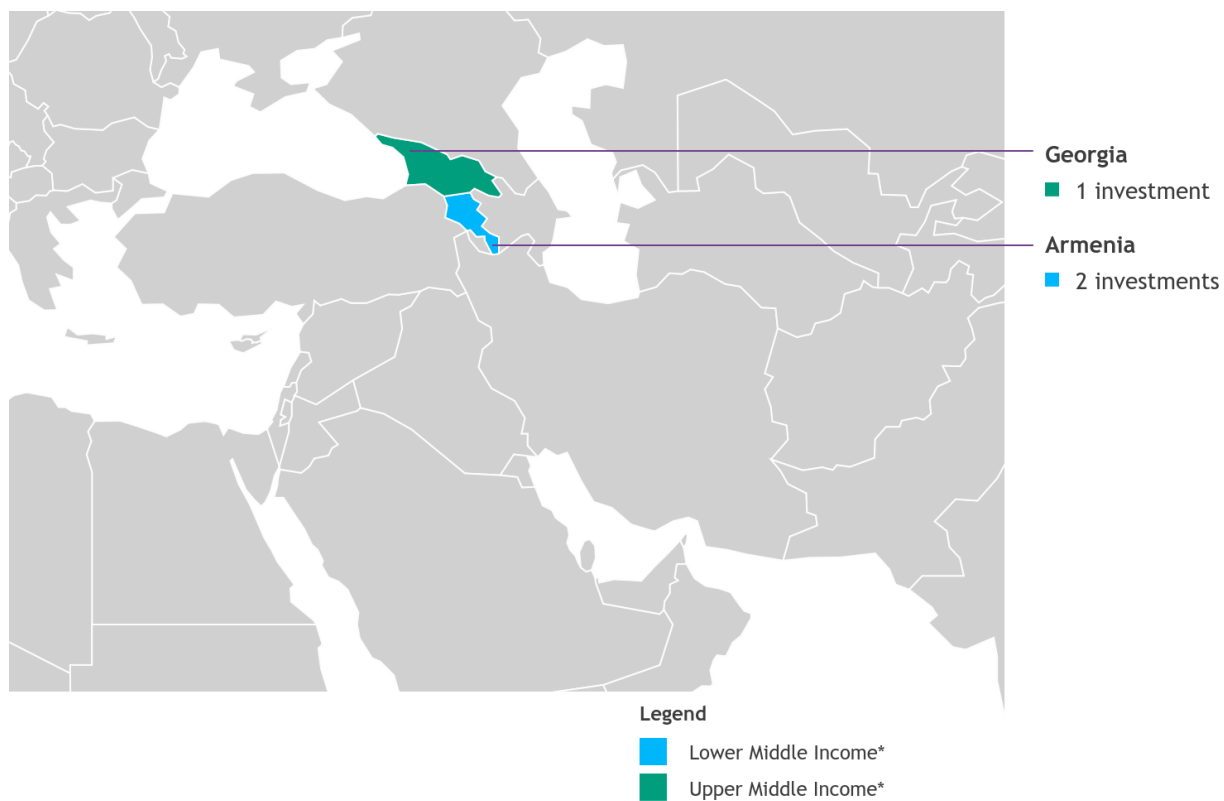 Georgia
1 investment
Armenia
2 investments
Legend
Lower Middle Income*
Upper Middle Income*